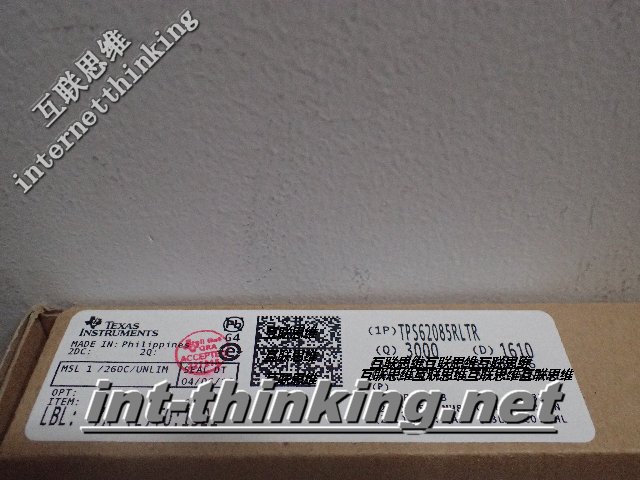 互联思维
internetthinking
TEXAS
INSTRUMENTS
MADE IN: Philippines
2DC: 2Q:
MSL 1 /260C/UNLIM
SEAL DT
04/0
OPT:
ITEM:
LBL:
Pb
G4
QRA
ACCEPTED
(1P) TPS62085RLTR
(Q) 3000 (D) 1610
互联思维互联思维互联思维
互联思维互联思维互联思维互联思维
(P)
int-thinking.net